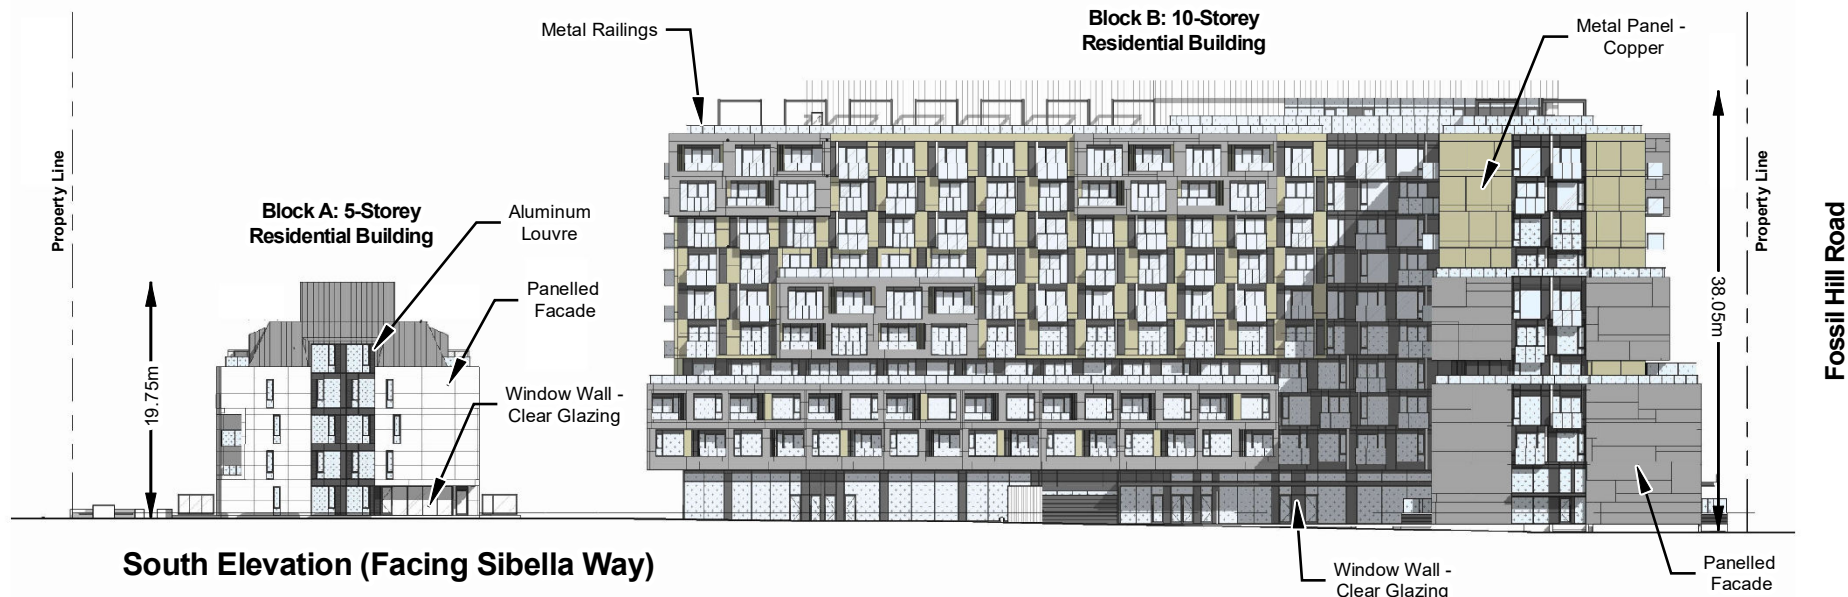 Block B: 10-Storey
Residential Building
Metal Railings
Metal Panel -
Copper
Property Line
Block A: 5-Storey
Residential Building
Aluminum
Louvre
Panelled
Facade
Window Wall -
Clear Glazing
19.75m
38.05m
Property Line
Fossil Hill Road
South Elevation (Facing Sibella Way)
Window Wall -
Clear Glazing
Panelled
Facade